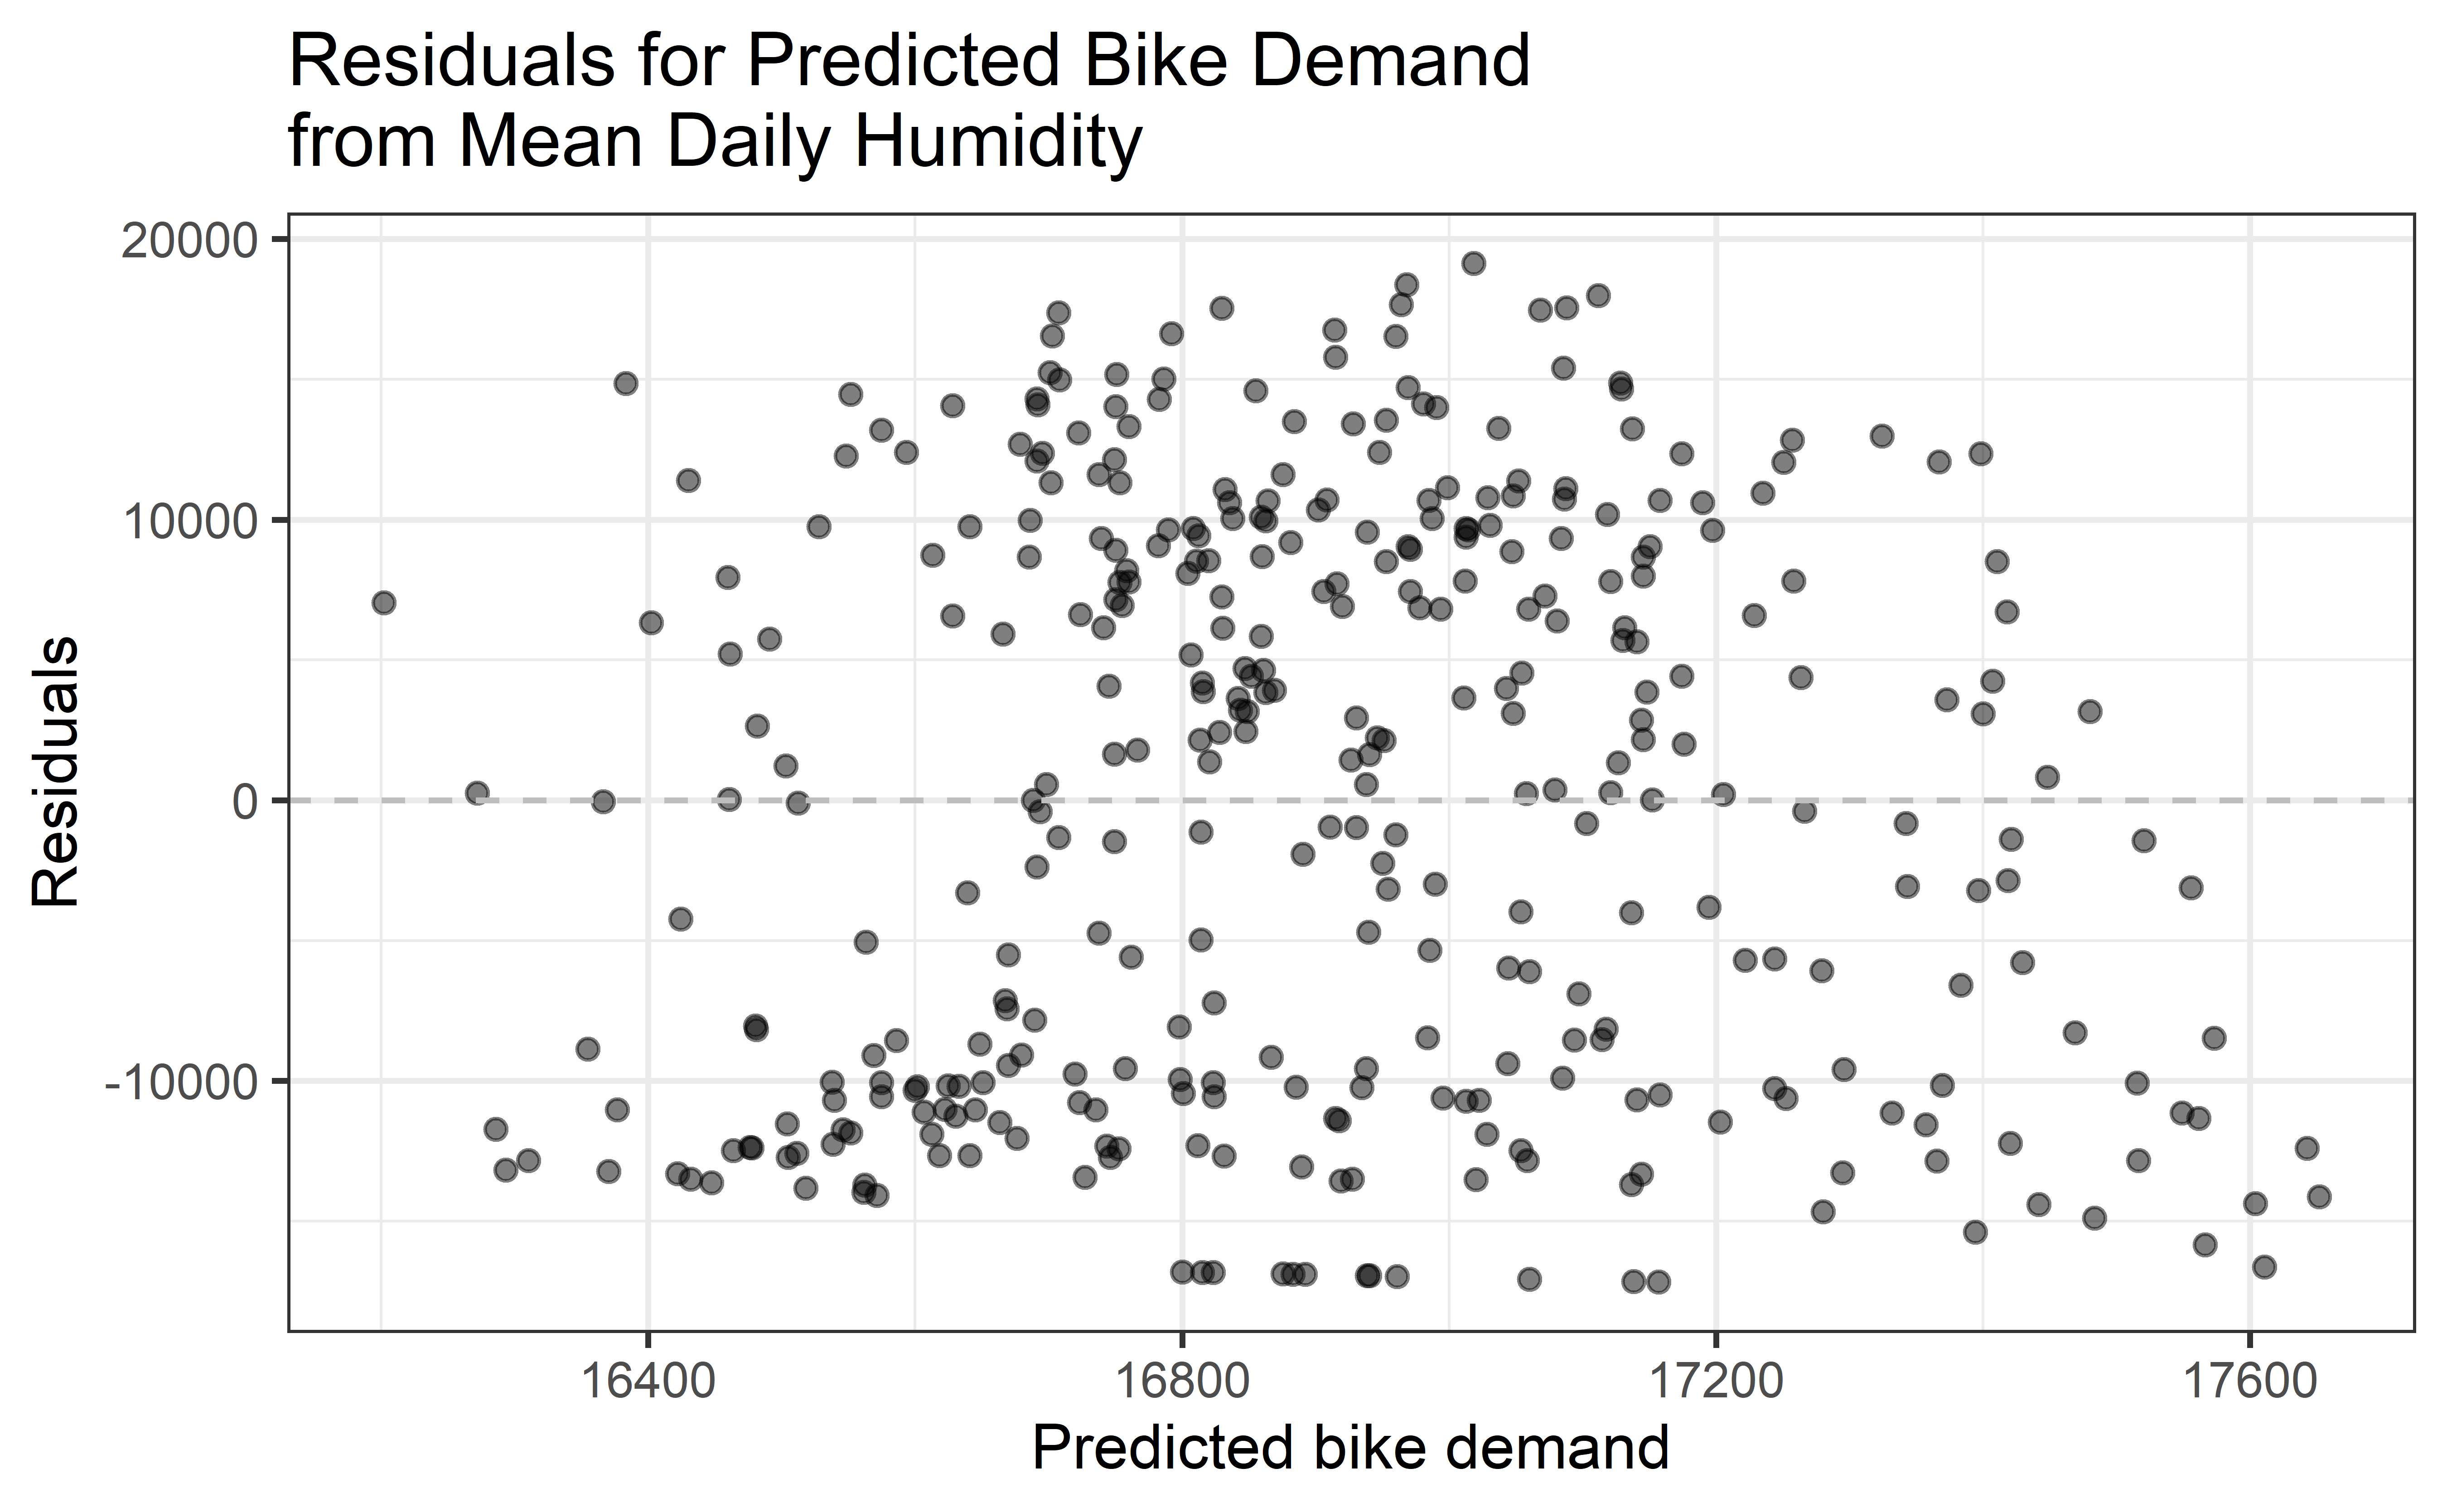 Residuals for Predicted Bike Demand
from Mean Daily Humidity
20000
10000
0
-10000
Residuals
16400
16800
17200
17600
Predicted bike demand